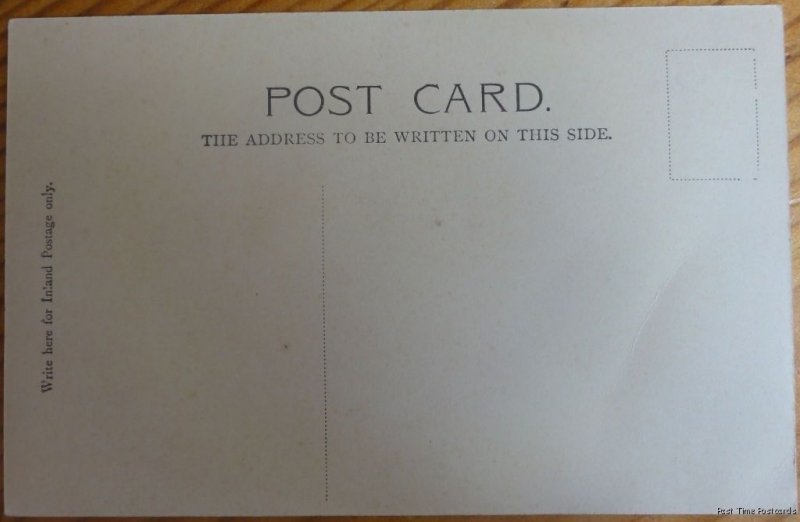 POST CARD.
THE ADDRESS TO BE WRITTEN ON THIS SIDE.
Write here for Inland Postage only.
Past Time Postcards